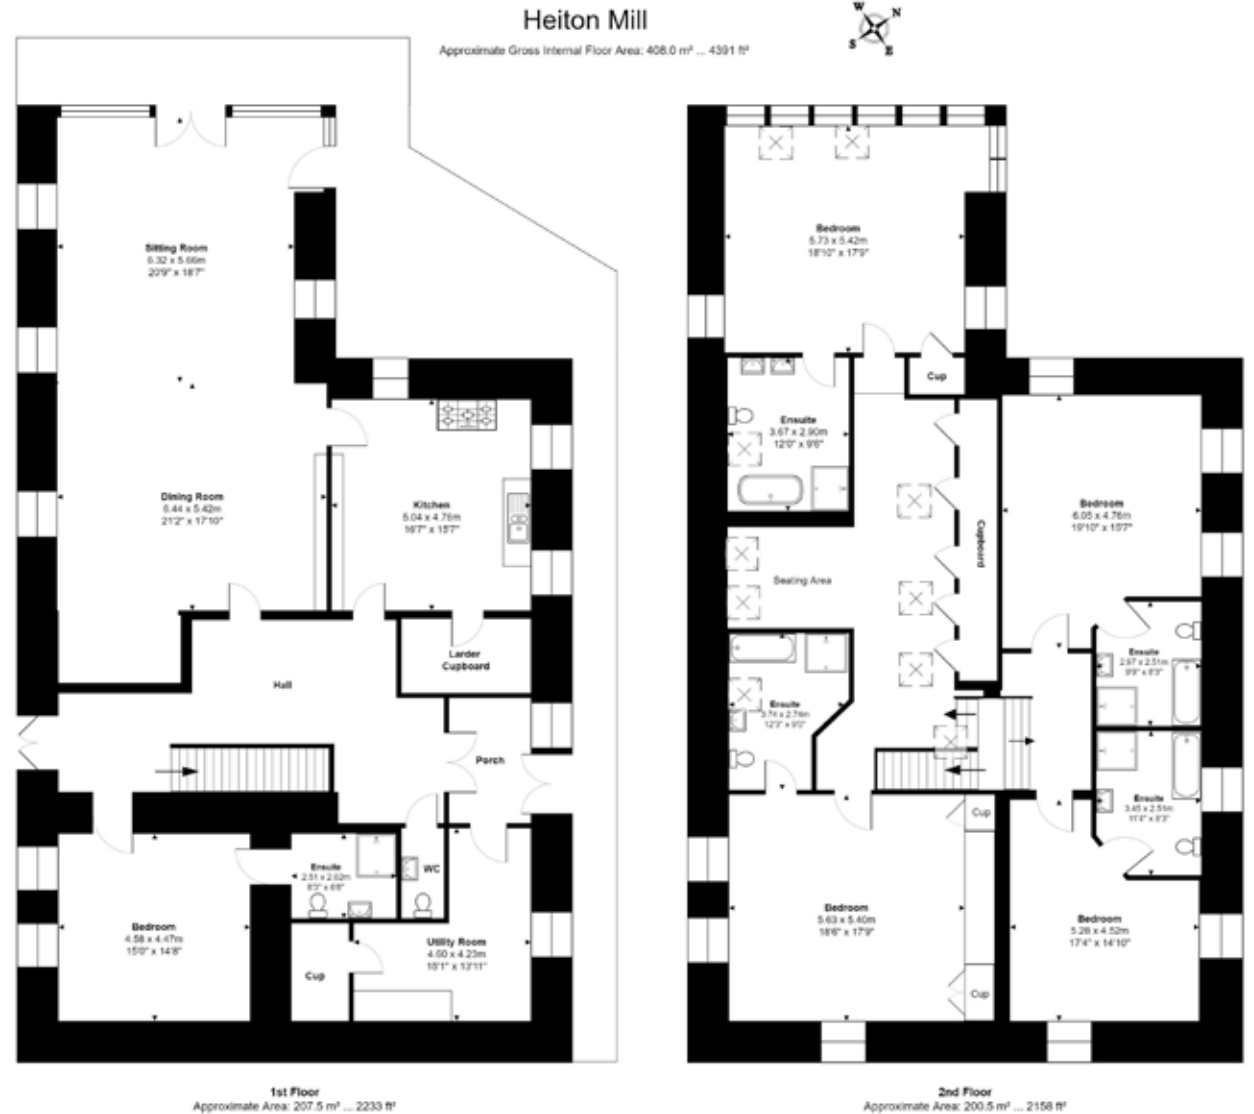 Heiton Mill
Approximate Gross Internal Floor Area: 408.0 m² ... 4391 ft²
W
N
S
E
Sitting Room
6.32 x 5.66m
20'9" x 18'7"
Dining Room
6.44 x 5.42m
21'2" x 17'10"
Kitchen
5.04 x 4.76m
16'7" x 15'7"
Larder
Cupboard
Hall
Porch
Ensuite
2.51 x 2.02m
8'3" x 6'8"
WC
Bedroom
4.58 x 4.47m
15'0" x 14'8"
Utility Room
4.60 x 4.23m
15'1" x 13'11"
Cup
1st Floor
Approximate Area: 207.5 m² ... 2233 ft²
Bedroom
5.73 x 5.42m
18'10" x 17'9"
Cup
Ensuite
3.67 x 2.90m
12'0" x 9'6"
Bedroom
6.05 x 4.76m
19'10" x 15'7"
Cupboard
Seating Area
Ensuite
2.97 x 2.51m
9'9" x 8'3"
Ensuite
3.74 x 2.74m
12'3" x 9'0"
Ensuite
3.45 x 2.51m
11'4" x 8'3"
Cup
Bedroom
5.63 x 5.40m
18'6" x 17'9"
Bedroom
5.28 x 4.52m
17'4" x 14'10"
Cup
2nd Floor
Approximate Area: 200.5 m² ... 2158 ft²